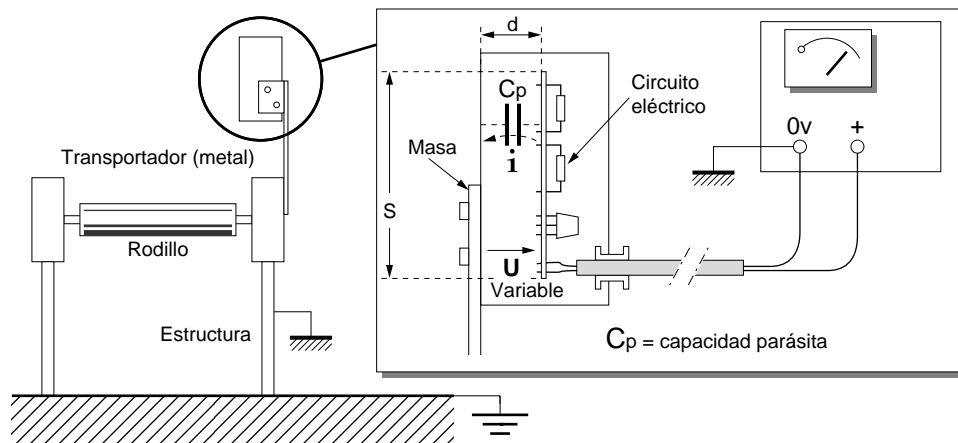 Transportador (metal)
Rodillo
Estructura
d
Cp
i
S
Masa
U
Variable
Circuito
eléctrico
0v +
Cp = capacidad parásita